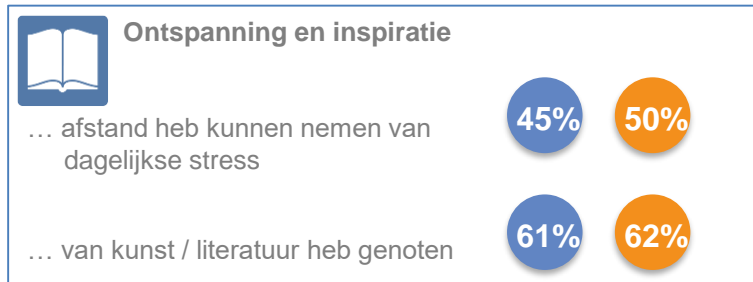 Ontspanning en inspiratie
… afstand heb kunnen nemen van 45% 50%
dagelijkse stress
… van kunst / literatuur heb genoten 61% 62%